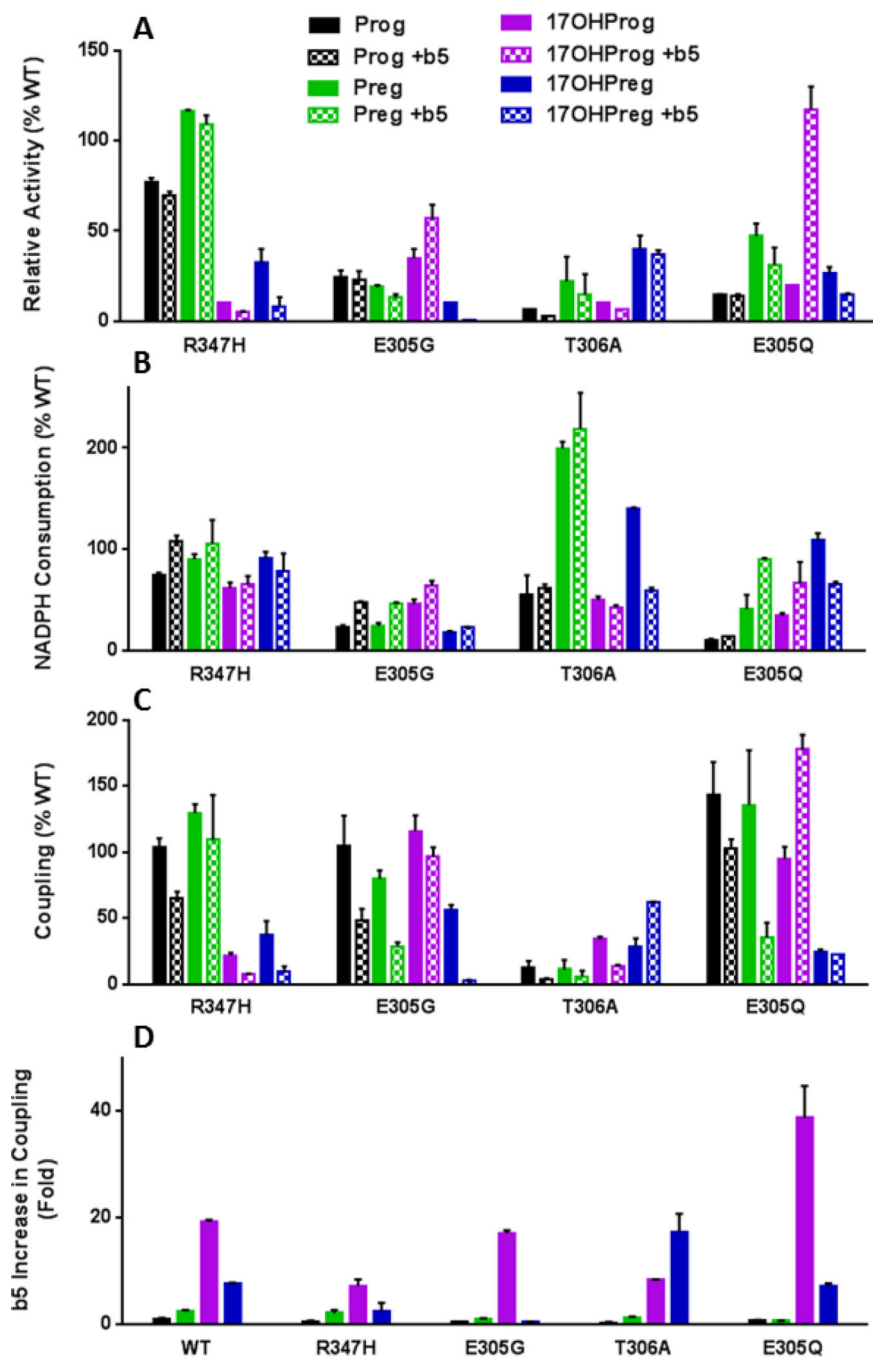 A
Prog
17OHProg
Prog +b5
17OHProg +b5
Preg
17OHPreg
Preg +b5
17OHPreg +b5
Relative Activity (% WT)
150
100
50
0
R347H E305G T306A E305Q
B
NADPH Consumption (% WT)
200
100
0
R347H E305G T306A E305Q
C
Coupling (% WT)
200
150
100
50
0
R347H E305G T306A E305Q
D
b5 Increase in Coupling
(Fold)
40
20
0
WT R347H E305G T306A E305Q